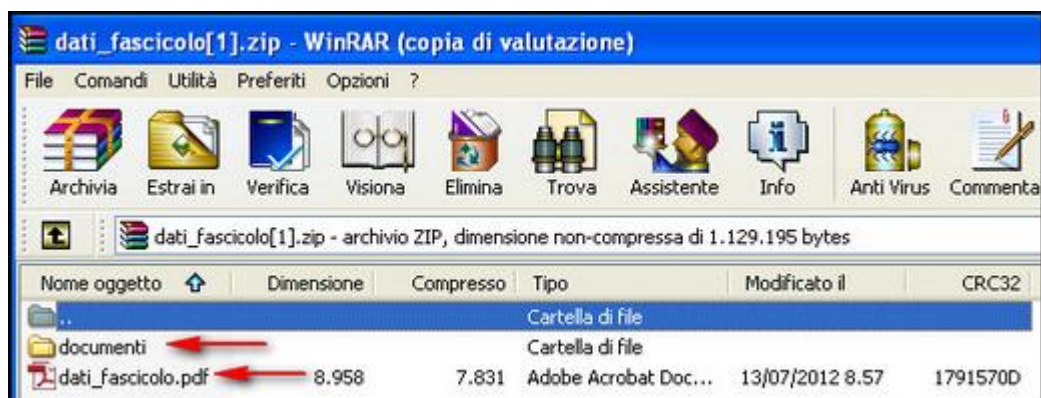 dati_fascicolo[1].zip - WinRAR (copia di valutazione)
File Comandi Utilità Preferiti Opzioni ?
Archivia Estrai in Verifica Visiona Elimina Trova Assistente Info Anti Virus Commenta
dati_fascicolo[1].zip - archivio ZIP, dimensione non-compressa di 1.129.195 bytes
Nome oggetto Dimensione Compresso Tipo Modificato il CRC32
.. Cartella di file
documenti Cartella di file
dati_fascicolo.pdf 8.958 7.831 Adobe Acrobat Doc... 13/07/2012 8.57 1791570D